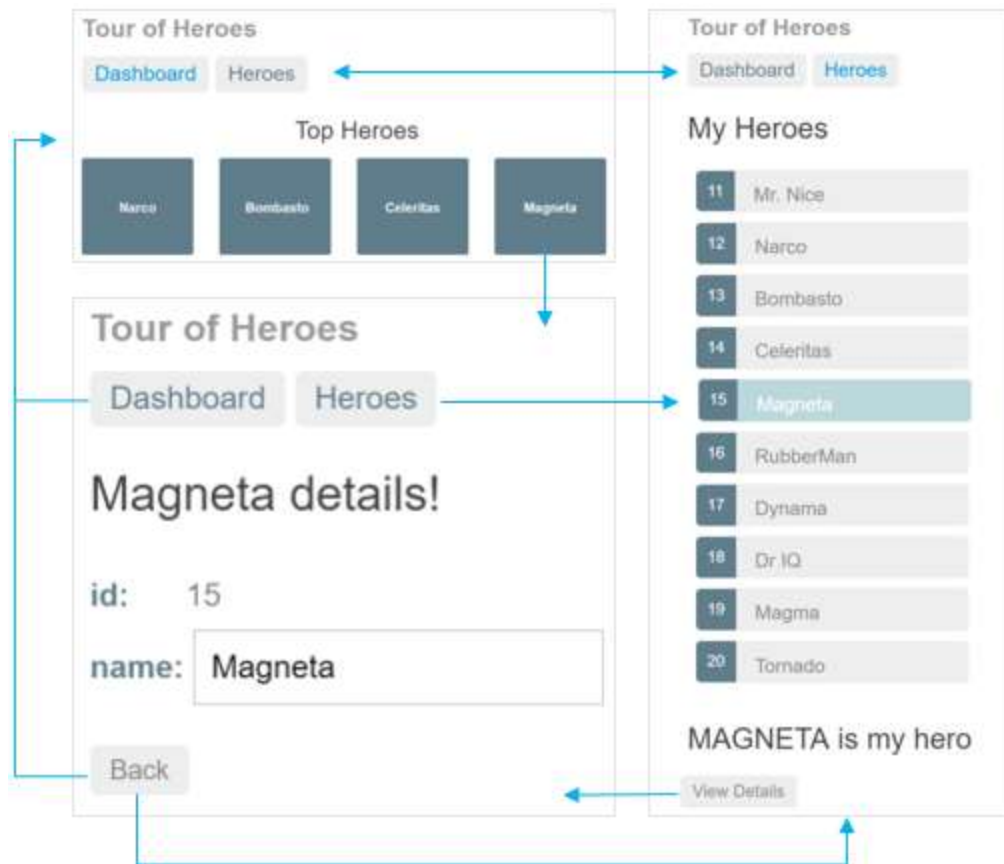 Tour of Heroes
Dashboard Heroes
Top Heroes
Narco Bombasto Celeritas Magneta
Tour of Heroes
Dashboard Heroes
Magneta details!
id: 15
name: Magneta
Back
Tour of Heroes
Dashboard Heroes
My Heroes
11 Mr. Nice
12 Narco
13 Bombasto
14 Celeritas
15 Magneta
16 RubberMan
17 Dynama
18 Dr IQ
19 Magma
20 Tornado
MAGNETA is my hero
View Details